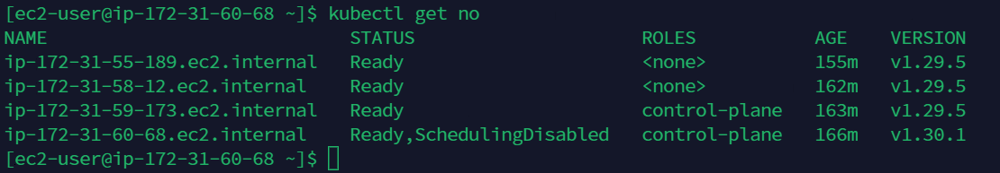 [ec2-user@ip-172-31-60-68 ~]$ kubectl get no
NAME STATUS ROLES AGE VERSION
ip-172-31-55-189.ec2.internal Ready <none> 155m v1.29.5
ip-172-31-58-12.ec2.internal Ready <none> 162m v1.29.5
ip-172-31-59-173.ec2.internal Ready control-plane 163m v1.29.5
ip-172-31-60-68.ec2.internal Ready,SchedulingDisabled control-plane 166m v1.30.1
[ec2-user@ip-172-31-60-68 ~]$